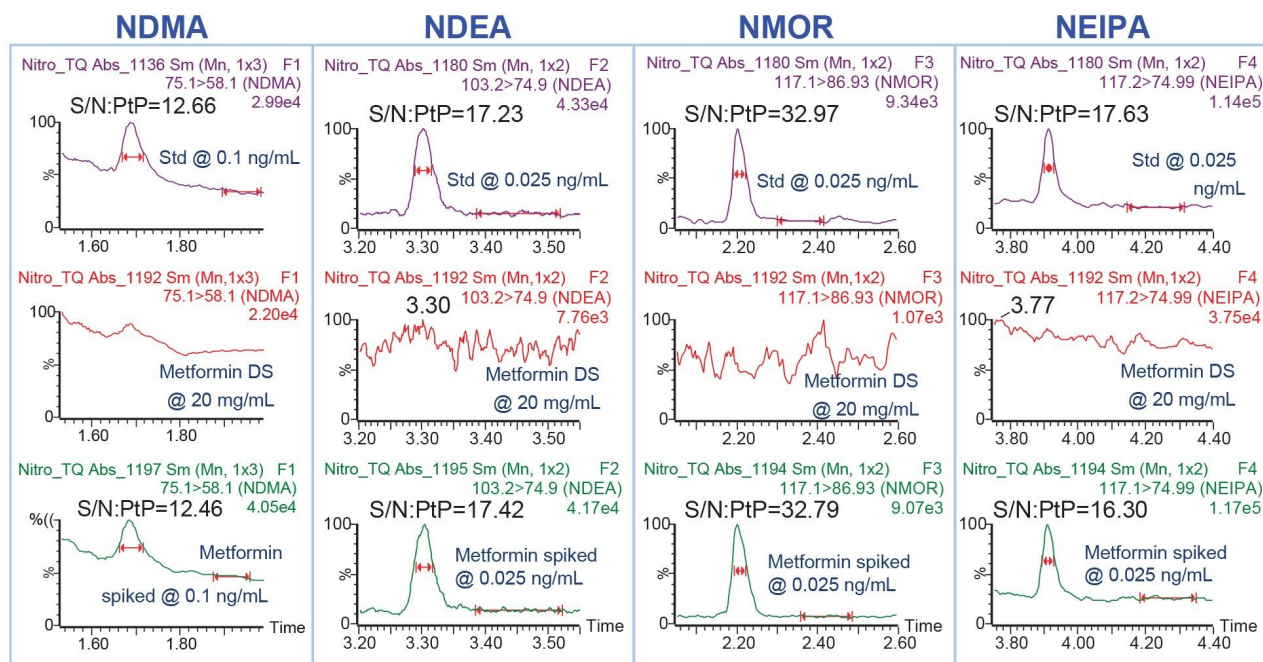 NDMA
NDEA
NMOR
NEIPA
Nitro_TQ Abs_1136 Sm (Mn, 1x3) F1
75.1>58.1 (NDMA)
2.99e4
S/N:PtP=12.66
100
%
0
Std @ 0.1 ng/mL
1.60 1.80
Nitro_TQ Abs_1180 Sm (Mn, 1x2) F2
103.2>74.9 (NDEA)
4.33e4
S/N:PtP=17.23
100
%
0
Std @ 0.025 ng/mL
3.20 3.30 3.40 3.50
Nitro_TQ Abs_1180 Sm (Mn, 1x2) F3
117.1>86.93 (NMOR)
9.34e3
S/N:PtP=32.97
100
%
0
Std @ 0.025 ng/mL
2.20 2.40 2.60
Nitro_TQ Abs_1180 Sm (Mn, 1x2) F4
117.2>74.99 (NEIPA)
1.14e5
S/N:PtP=17.63
100
%
0
Std @ 0.025
ng/mL
3.80 4.00 4.20 4.40
Nitro_TQ Abs_1192 Sm (Mn,1x3) F1
75.1>58.1 (NDMA)
2.20e4
100
%
0
Metformin DS
@ 20 mg/mL
1.60 1.80
Nitro_TQ Abs_1192 Sm (Mn,1x2) F2
103.2>74.9 (NDEA)
7.76e3
3.30
100
%
0
Metformin DS
@ 20 mg/mL
3.20 3.30 3.40 3.50
Nitro_TQ Abs_1192 Sm (Mn,1x2) F3
117.1>86.93 (NMOR)
1.07e3
100
%
0
Metformin DS
@ 20 mg/mL
2.20 2.40 2.60
Nitro_TQ Abs_1192 Sm (Mn,1x2) F4
117.2>74.99 (NEIPA)
3.75e4
3.77
100
%
0
Metformin DS
@ 20 mg/mL
3.80 4.00 4.20 4.40
Nitro_TQ Abs_1197 Sm (Mn, 1x3) F1
75.1>58.1 (NDMA)
4.05e4
S/N:PtP=12.46
%((
%
0
Metformin
spiked @ 0.1 ng/mL
Time
1.60 1.80
Nitro_TQ Abs_1195 Sm (Mn, 1x2) F2
103.2>74.9 (NDEA)
4.17e4
S/N:PtP=17.42
100
%
0
Metformin spiked
@ 0.025 ng/mL
Time
3.20 3.30 3.40 3.50
Nitro_TQ Abs_1194 Sm (Mn, 1x2) F3
117.1>86.93 (NMOR)
9.07e3
S/N:PtP=32.79
100
%
0
Metformin spiked
@ 0.025 ng/mL
Time
2.20 2.40 2.60
Nitro_TQ Abs_1194 Sm (Mn, 1x2) F4
117.1>74.99 (NEIPA)
1.17e5
S/N:PtP=16.30
100
%
0
Metformin spiked
@ 0.025 ng/mL
Time
3.80 4.00 4.20 4.40